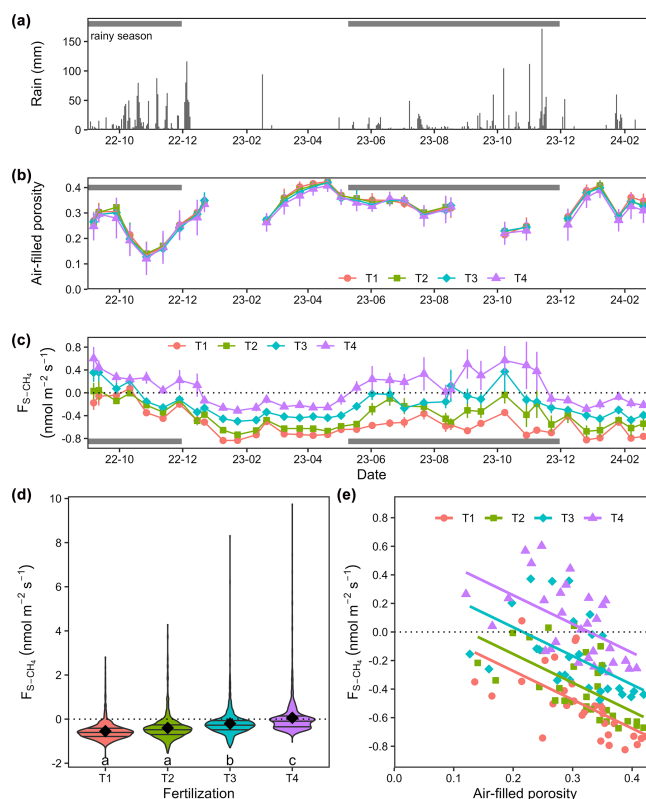 (a)
rainy season
Rain (mm)
150
100
50
0
22-10
22-12
23-02
23-04
23-06
23-08
23-10
23-12
24-02
(b)
Air-filled porosity
0.4
0.3
0.2
0.1
0.0
T1 T2 T3 T4
22-10
22-12
23-02
23-04
23-06
23-08
23-10
23-12
24-02
(c)
F S−CH4
(nmol m−2 s−1)
T1 T2 T3 T4
0.8
0.4
0.0
-0.4
-0.8
22-10
22-12
23-02
23-04
23-06
23-08
23-10
23-12
24-02
Date
(d)
F S−CH4 (nmol m−2 s−1)
10
8
6
4
2
0
-2
a a b c
T1 T2 T3 T4
Fertilization
(e)
F S−CH4 (nmol m−2 s−1)
T1 T2 T3 T4
0.8
0.6
0.4
0.2
0.0
-0.2
-0.4
-0.6
-0.8
0.0 0.1 0.2 0.3 0.4
Air-filled porosity